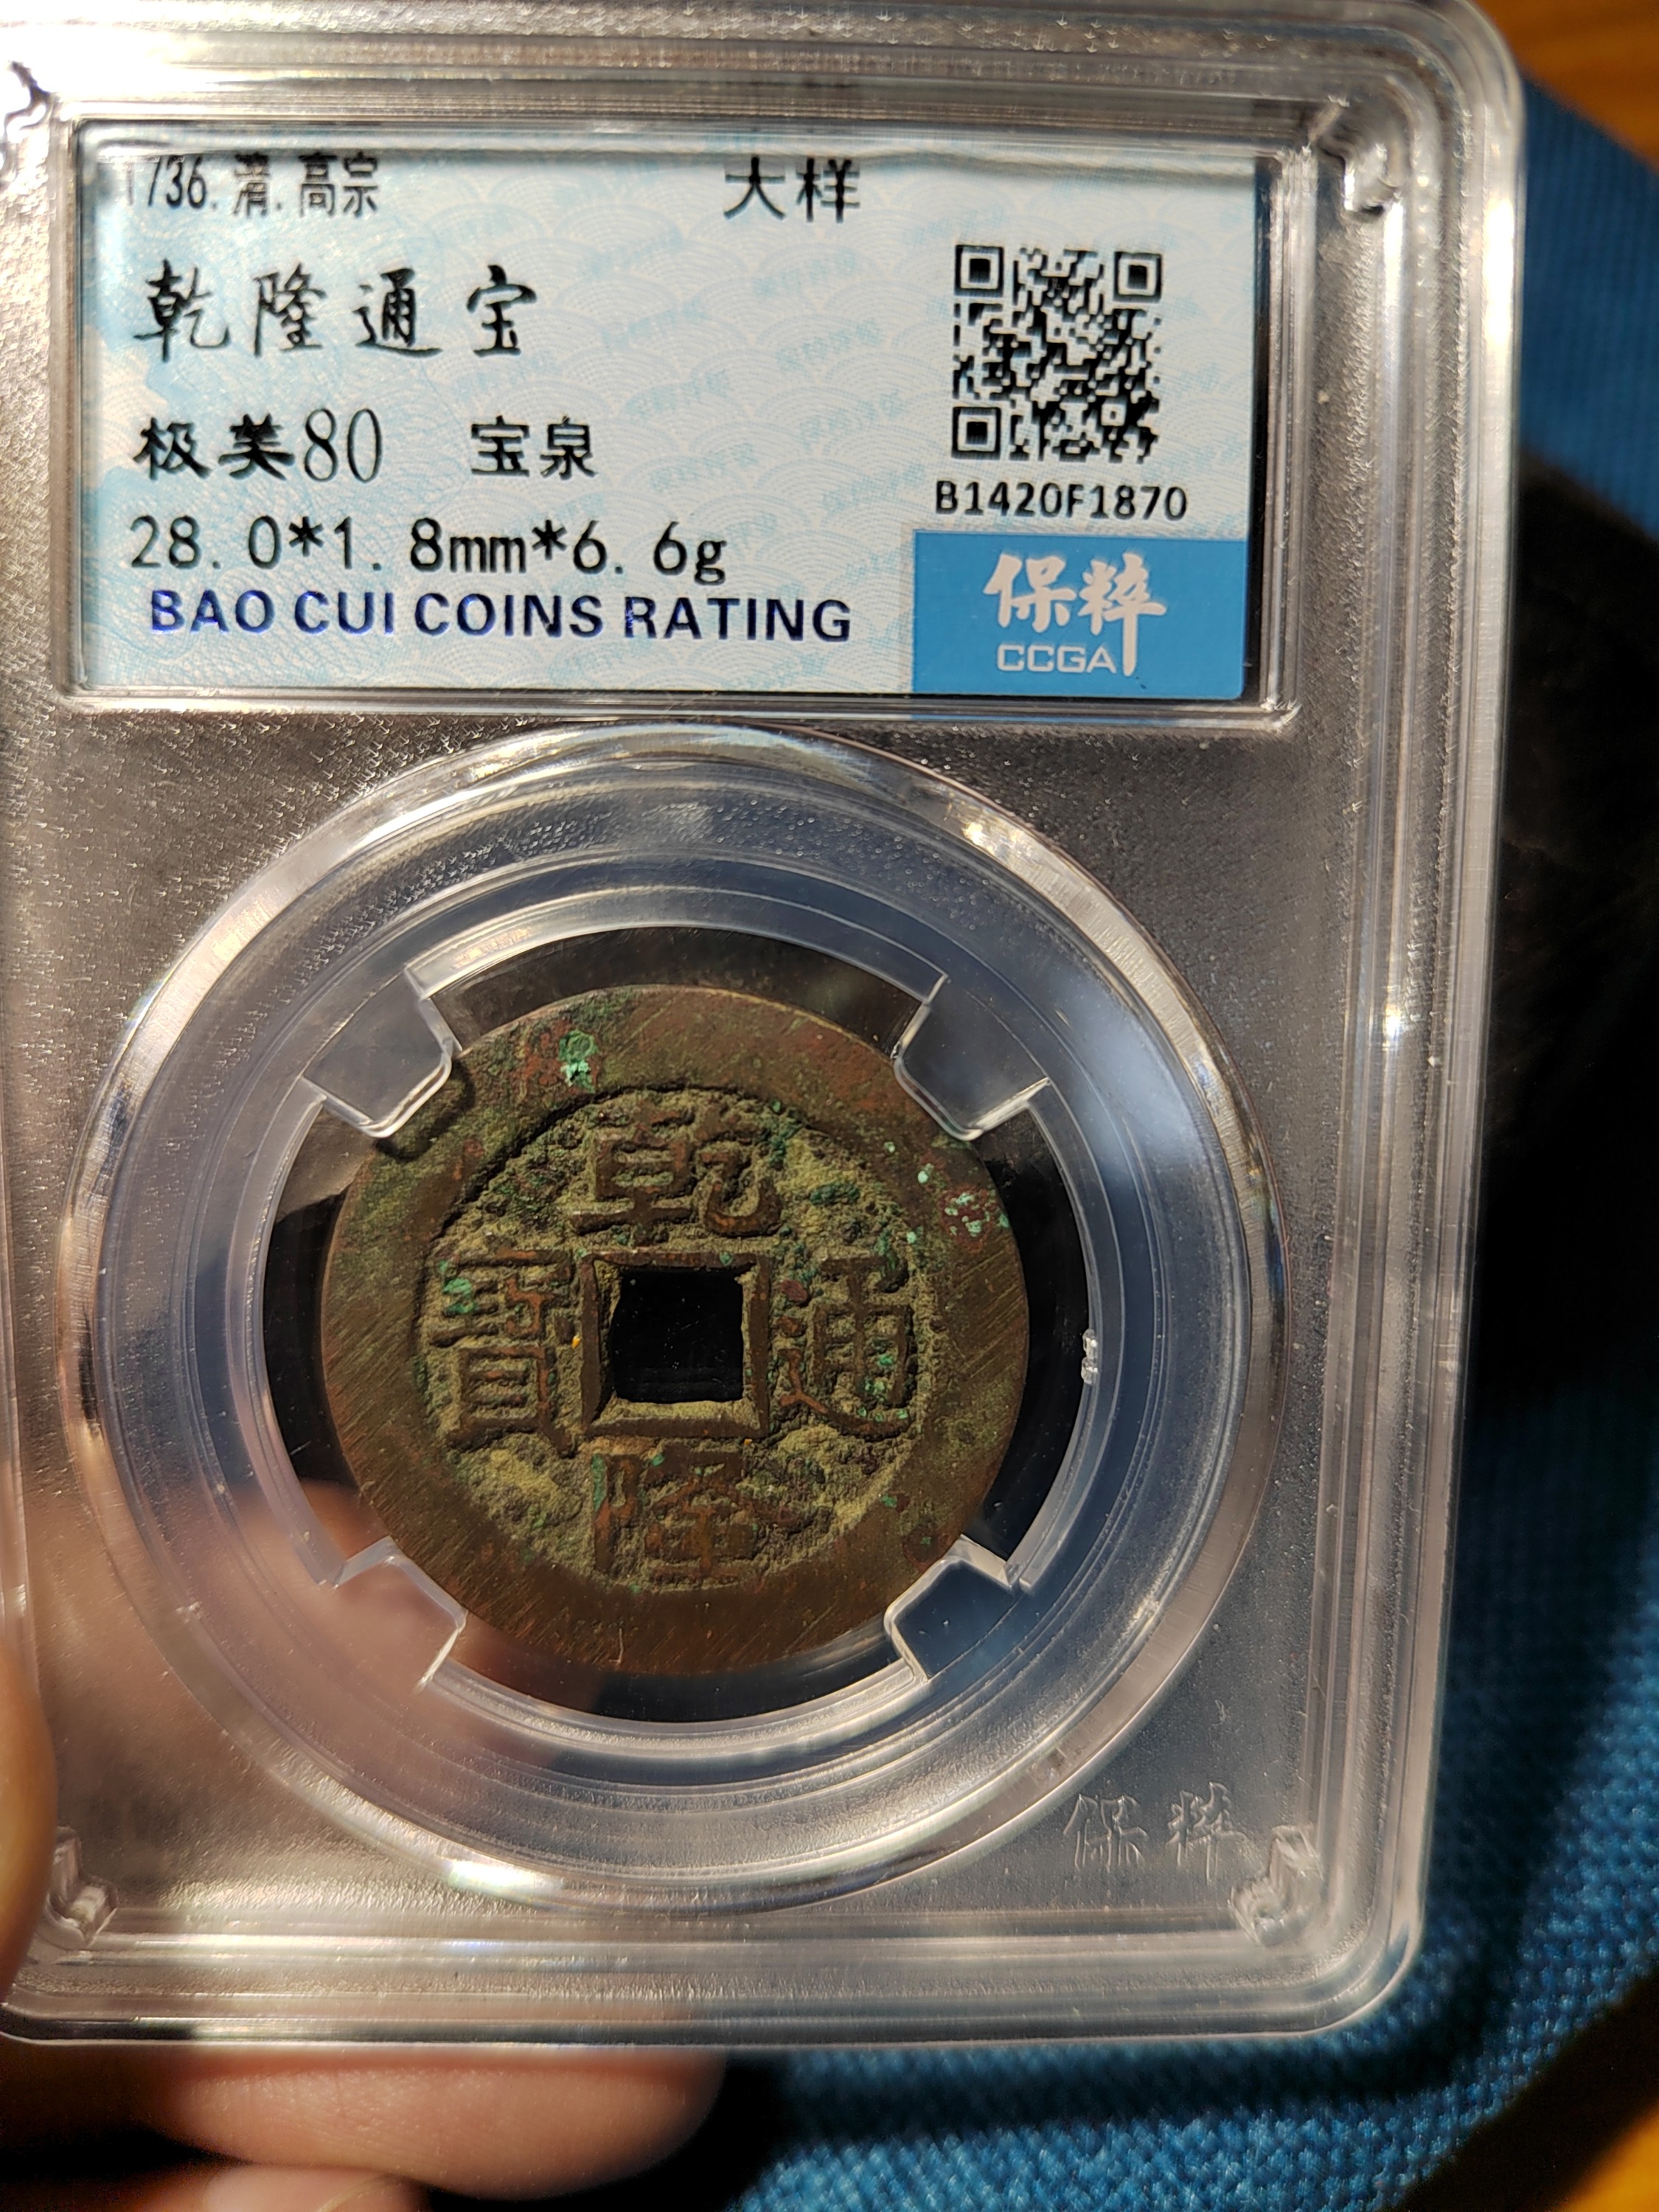 1736.清.高宗 大样
乾隆通宝
极美80 宝泉
28.0*1.8mm*6.6g
BAO CUI COINS RATING
B1420F1870
保粹
CCGA
乾
寶 通
隆
保粹